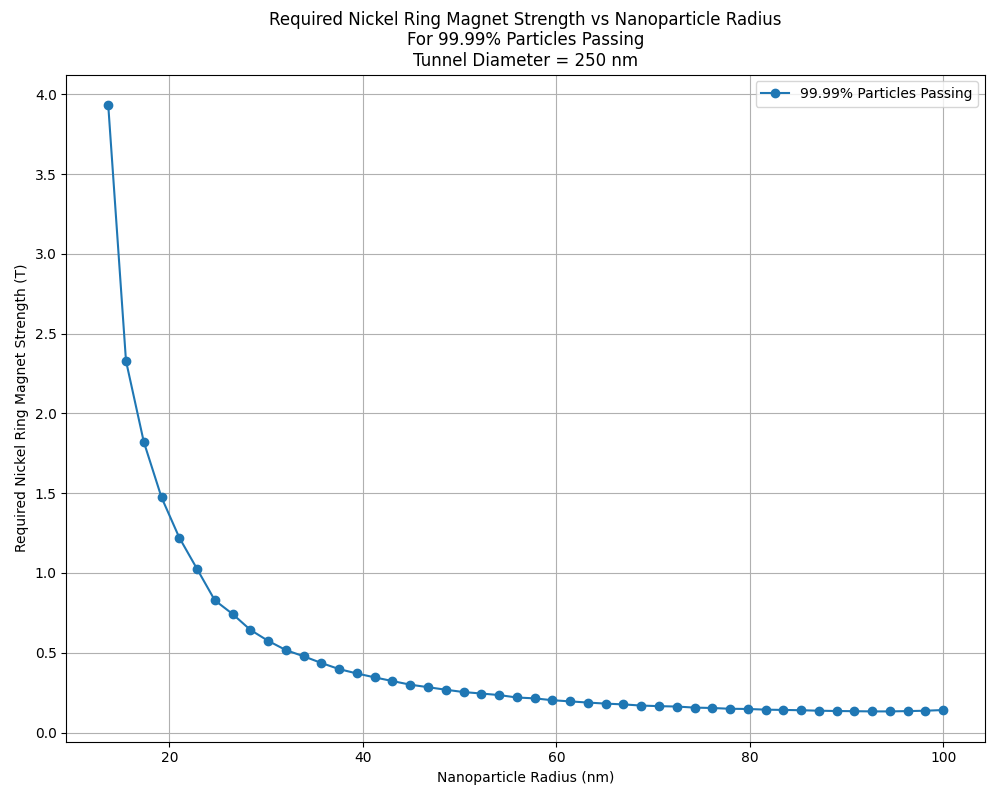 Required Nickel Ring Magnet Strength vs Nanoparticle Radius
For 99.99% Particles Passing
Tunnel Diameter = 250 nm
99.99% Particles Passing
Required Nickel Ring Magnet Strength (T)
4.0
3.5
3.0
2.5
2.0
1.5
1.0
0.5
0.0
20
40
60
80
100
Nanoparticle Radius (nm)